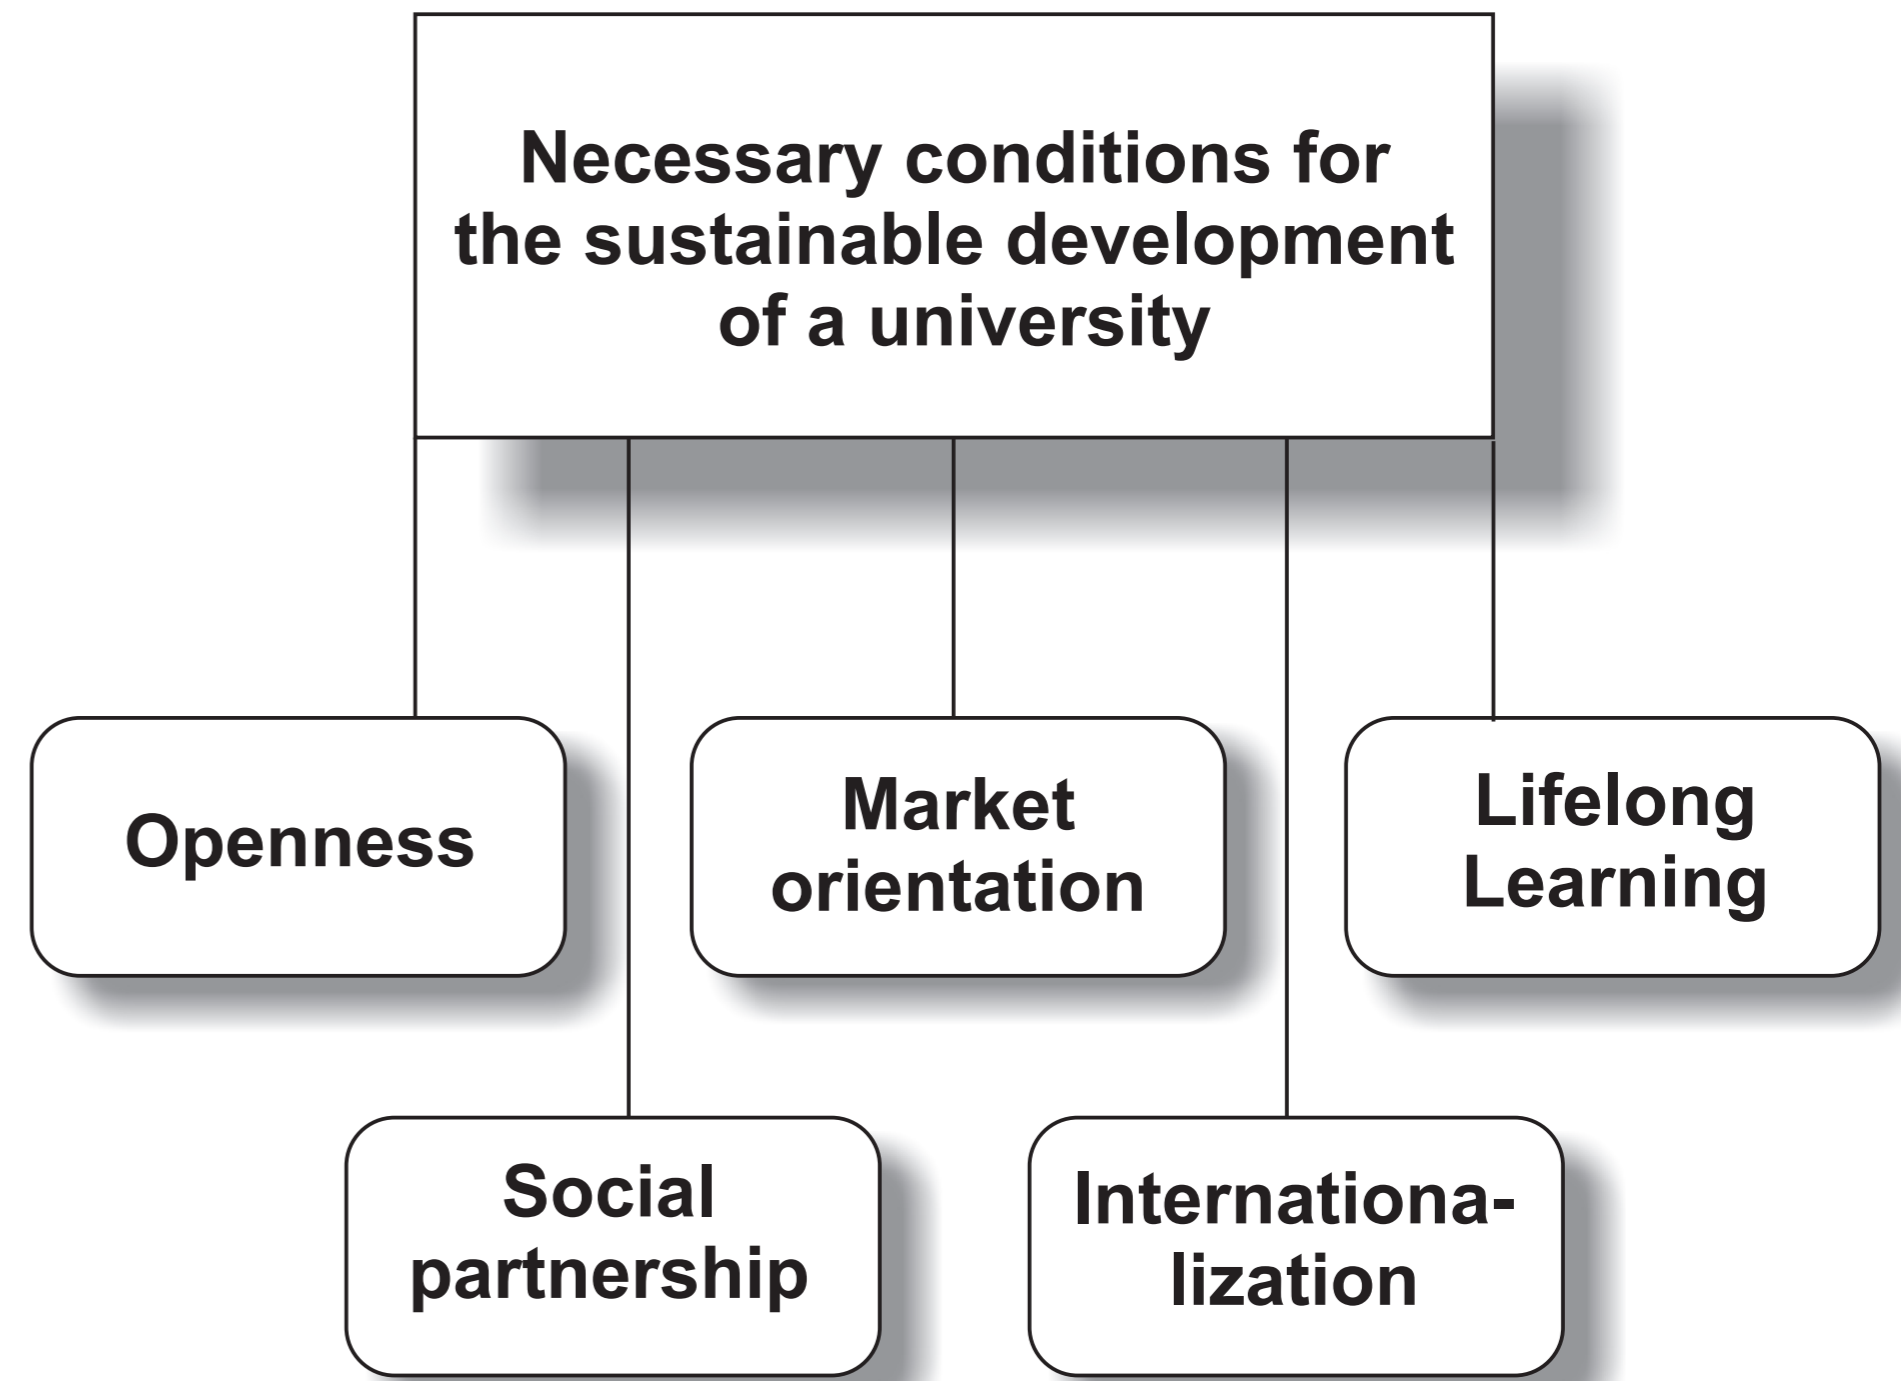 Necessary conditions for
the sustainable development
of a university
Openness
Market
orientation
Lifelong
Learning
Social
partnership
Internationa-
lization